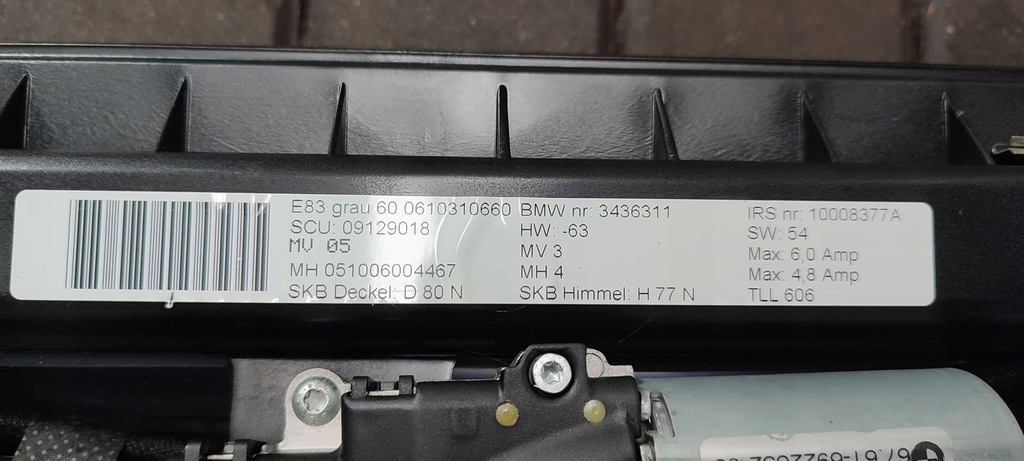 E83 grau 60 0610310660 BMW nr: 3436311 IRS nr: 10008377A
SCU: 09129018 HW: -63 SW: 54
MV 05 MV 3 Max: 6,0 Amp
MH 051006004467 MH 4 Max: 4,8 Amp
SKB Deckel: D 80 N SKB Himmel: H 77 N TLL 606